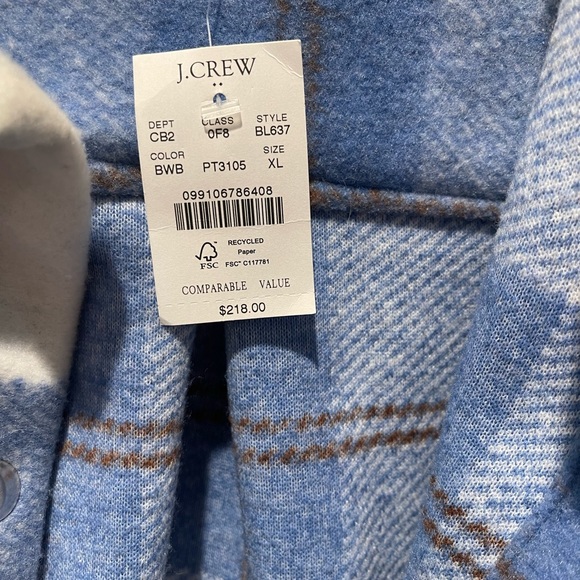 J.CREW
DEPT CLASS STYLE
CB2 0F8 BL637
COLOR SIZE
BWB PT3105 XL
099106786408
RECYCLED
Paper
FSC FSC® C117781
COMPARABLE VALUE
$218.00